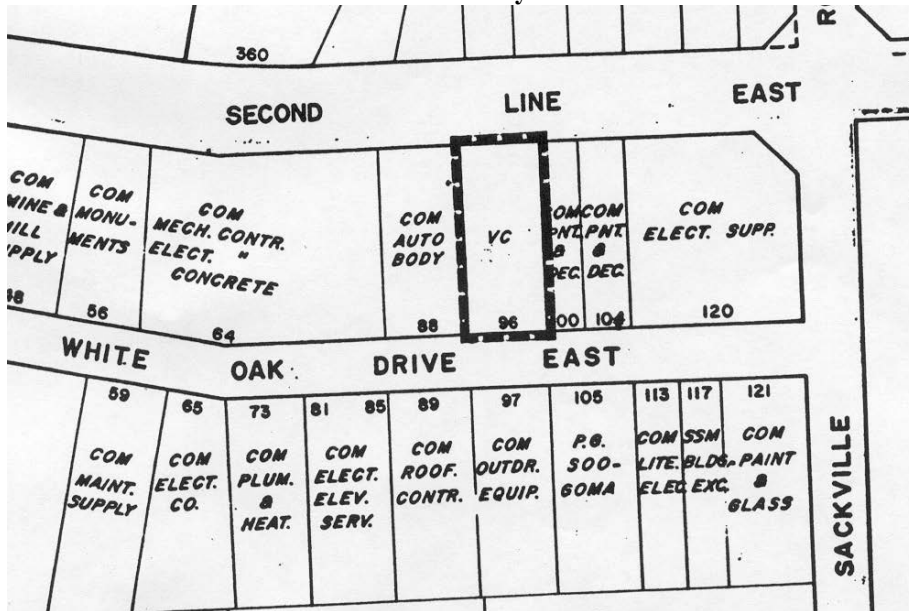 360
SECOND LINE EAST
COM
MINE &
MILL
SUPPLY
COM
MONU-
MENTS
56
COM
MECH. CONTR.
ELECT. "
CONCRETE
64
COM
AUTO
BODY
88
VC
96
COM
PNT.
&
DEC.
100
COM
PNT.
&
DEC.
104
COM
ELECT. SUPP.
120
WHITE OAK DRIVE EAST
59
COM
MAINT.
SUPPLY
65
COM
ELECT.
CO.
73
COM
PLUM.
&
HEAT.
81 85
COM
ELECT.
ELEV.
SERV.
89
COM
ROOF.
CONTR.
97
COM
OUTDR.
EQUIP.
105
P.G.
SOO-
GOMA
113
COM
LITE.
ELEC.
117
SSM
BLDG.
EXC.
121
COM
PAINT
&
GLASS
SACKVILLE